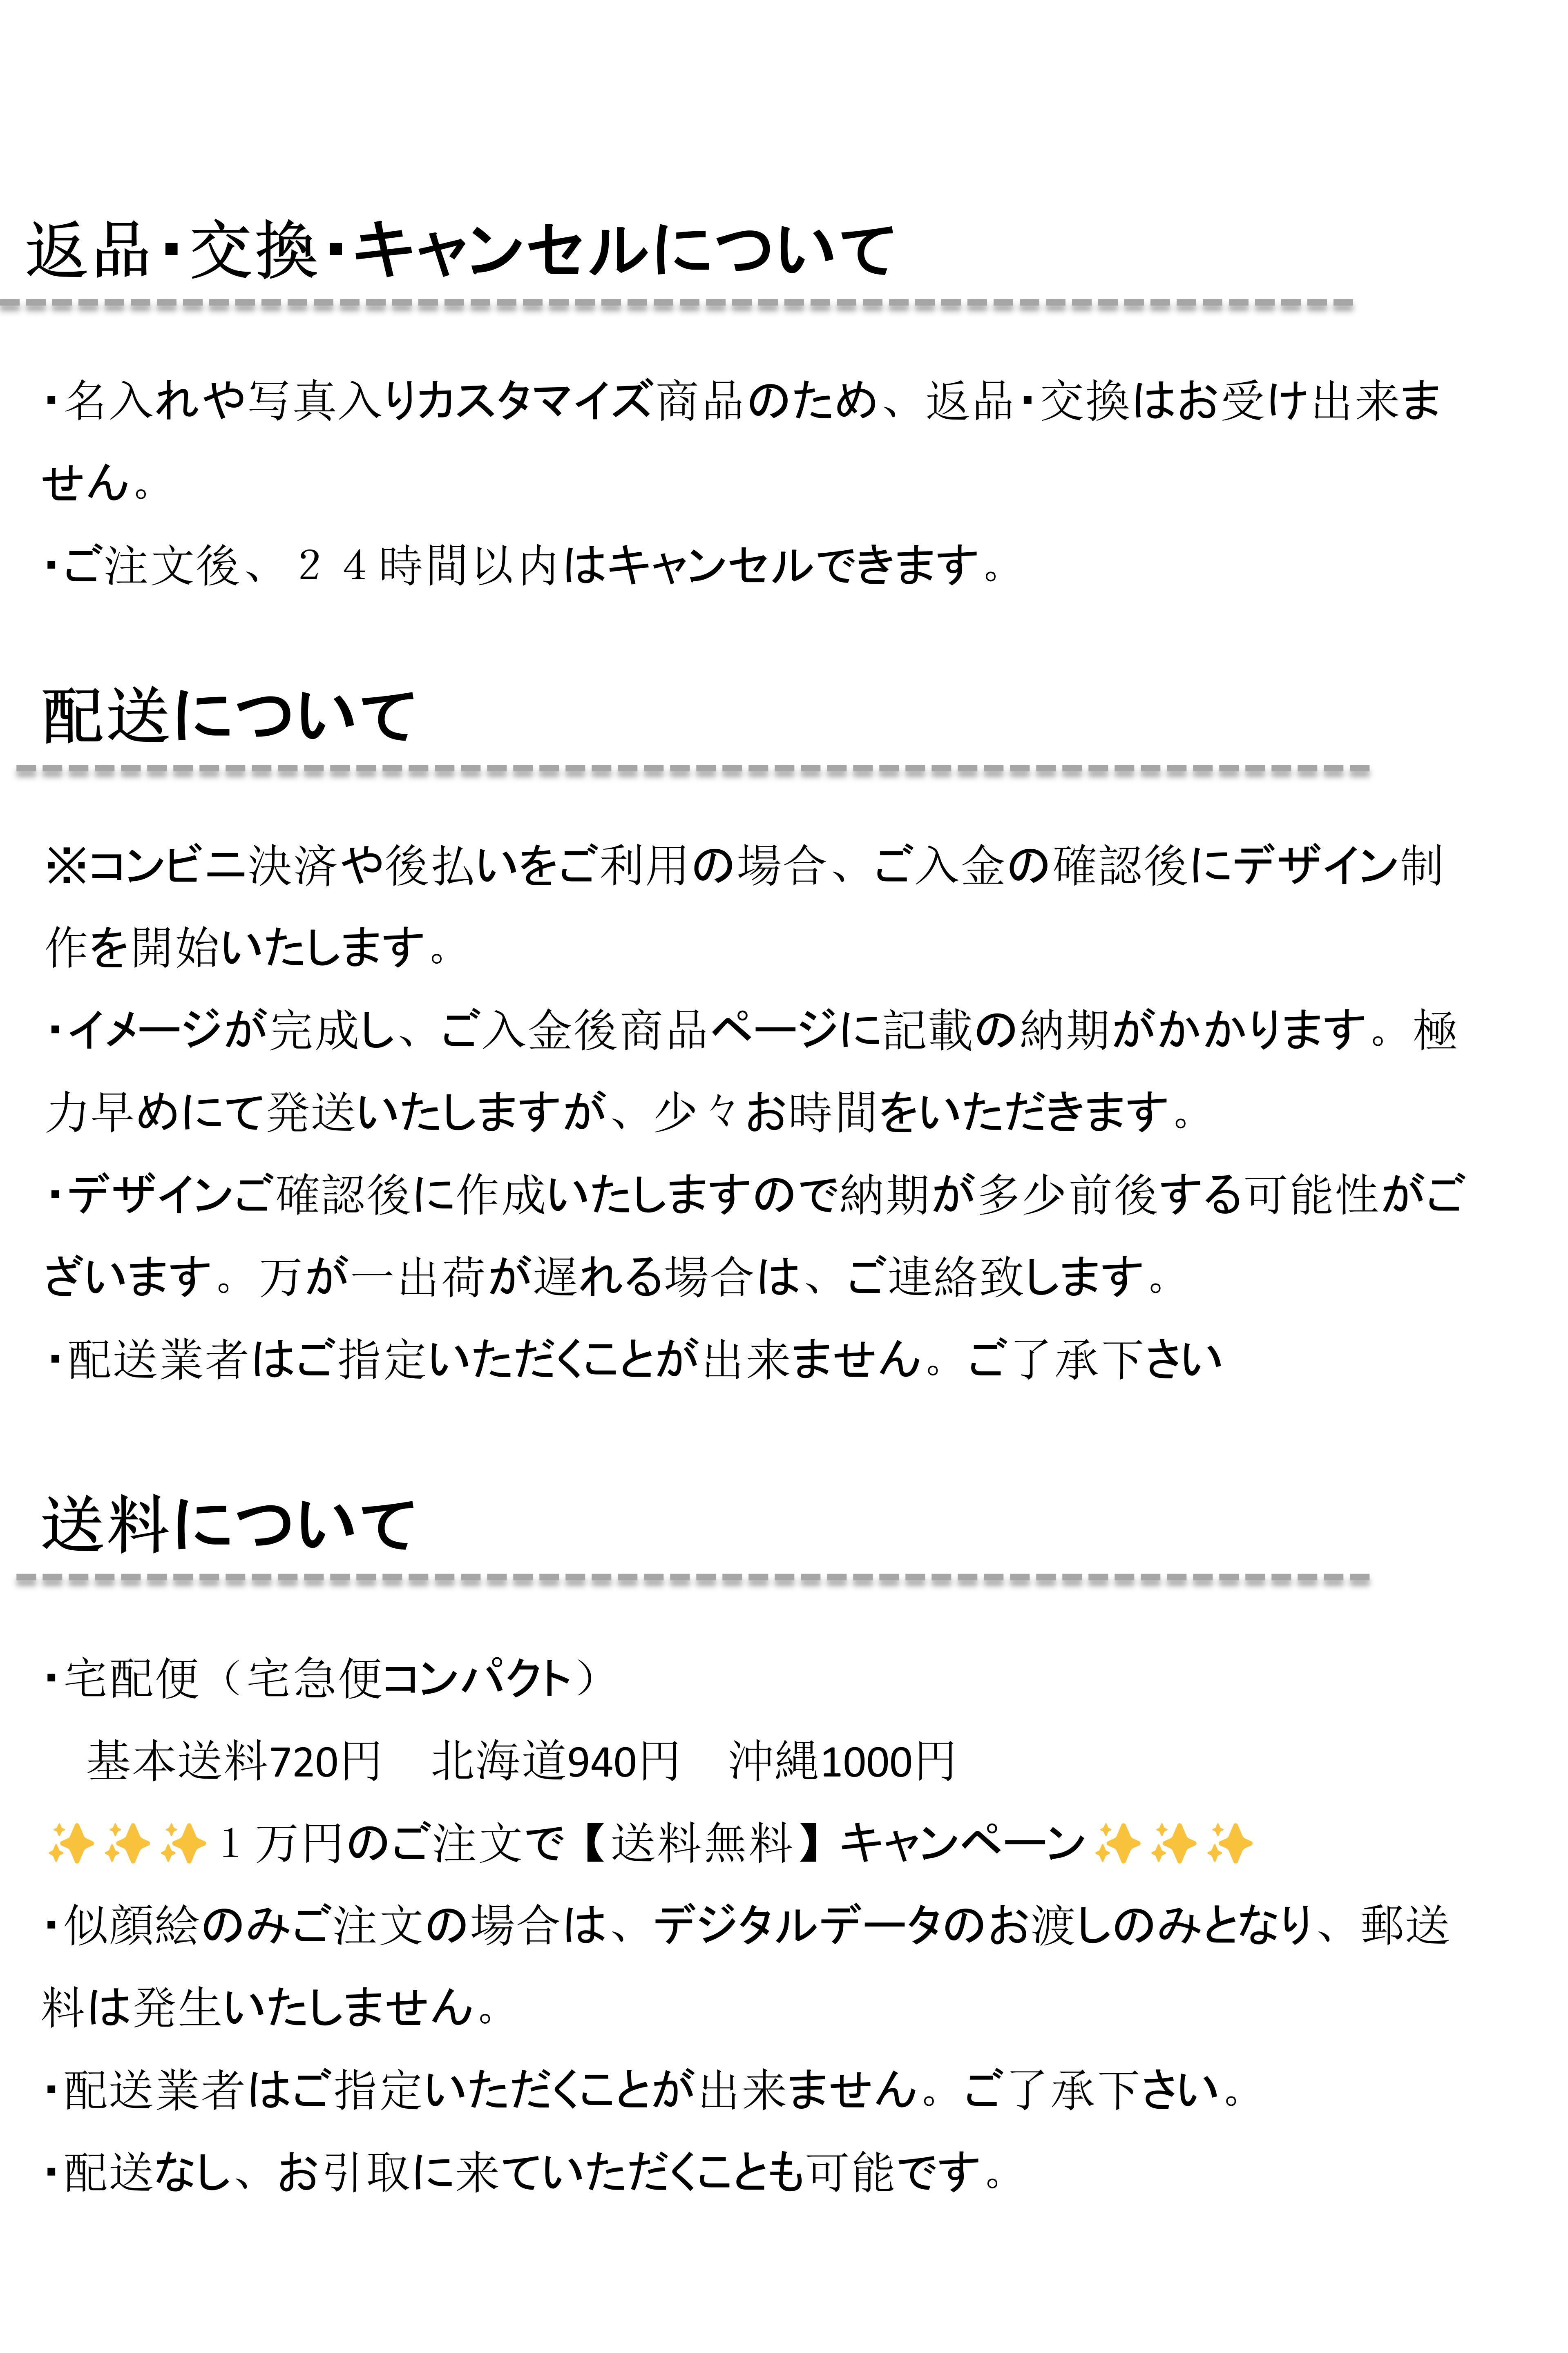 返品・交換・キャンセルについて
・名入れや写真入りカスタマイズ商品のため、返品・交換はお受け出来ま
せん。
・ご注文後、２４時間以内はキャンセルできます。
配送について
※コンビニ決済や後払いをご利用の場合、ご入金の確認後にデザイン制
作を開始いたします。
・イメージが完成し、ご入金後商品ページに記載の納期がかかります。極
力早めにて発送いたしますが、少々お時間をいただきます。
・デザインご確認後に作成いたしますので納期が多少前後する可能性がご
ざいます。万が一出荷が遅れる場合は、ご連絡致します。
・配送業者はご指定いただくことが出来ません。ご了承下さい
送料について
・宅配便（宅急便コンパクト）
基本送料720円　北海道940円　沖縄1000円
✨✨✨１万円のご注文で【送料無料】キャンペーン✨✨✨
・似顔絵のみご注文の場合は、デジタルデータのお渡しのみとなり、郵送
料は発生いたしません。
・配送業者はご指定いただくことが出来ません。ご了承下さい。
・配送なし、お引取に来ていただくことも可能です。